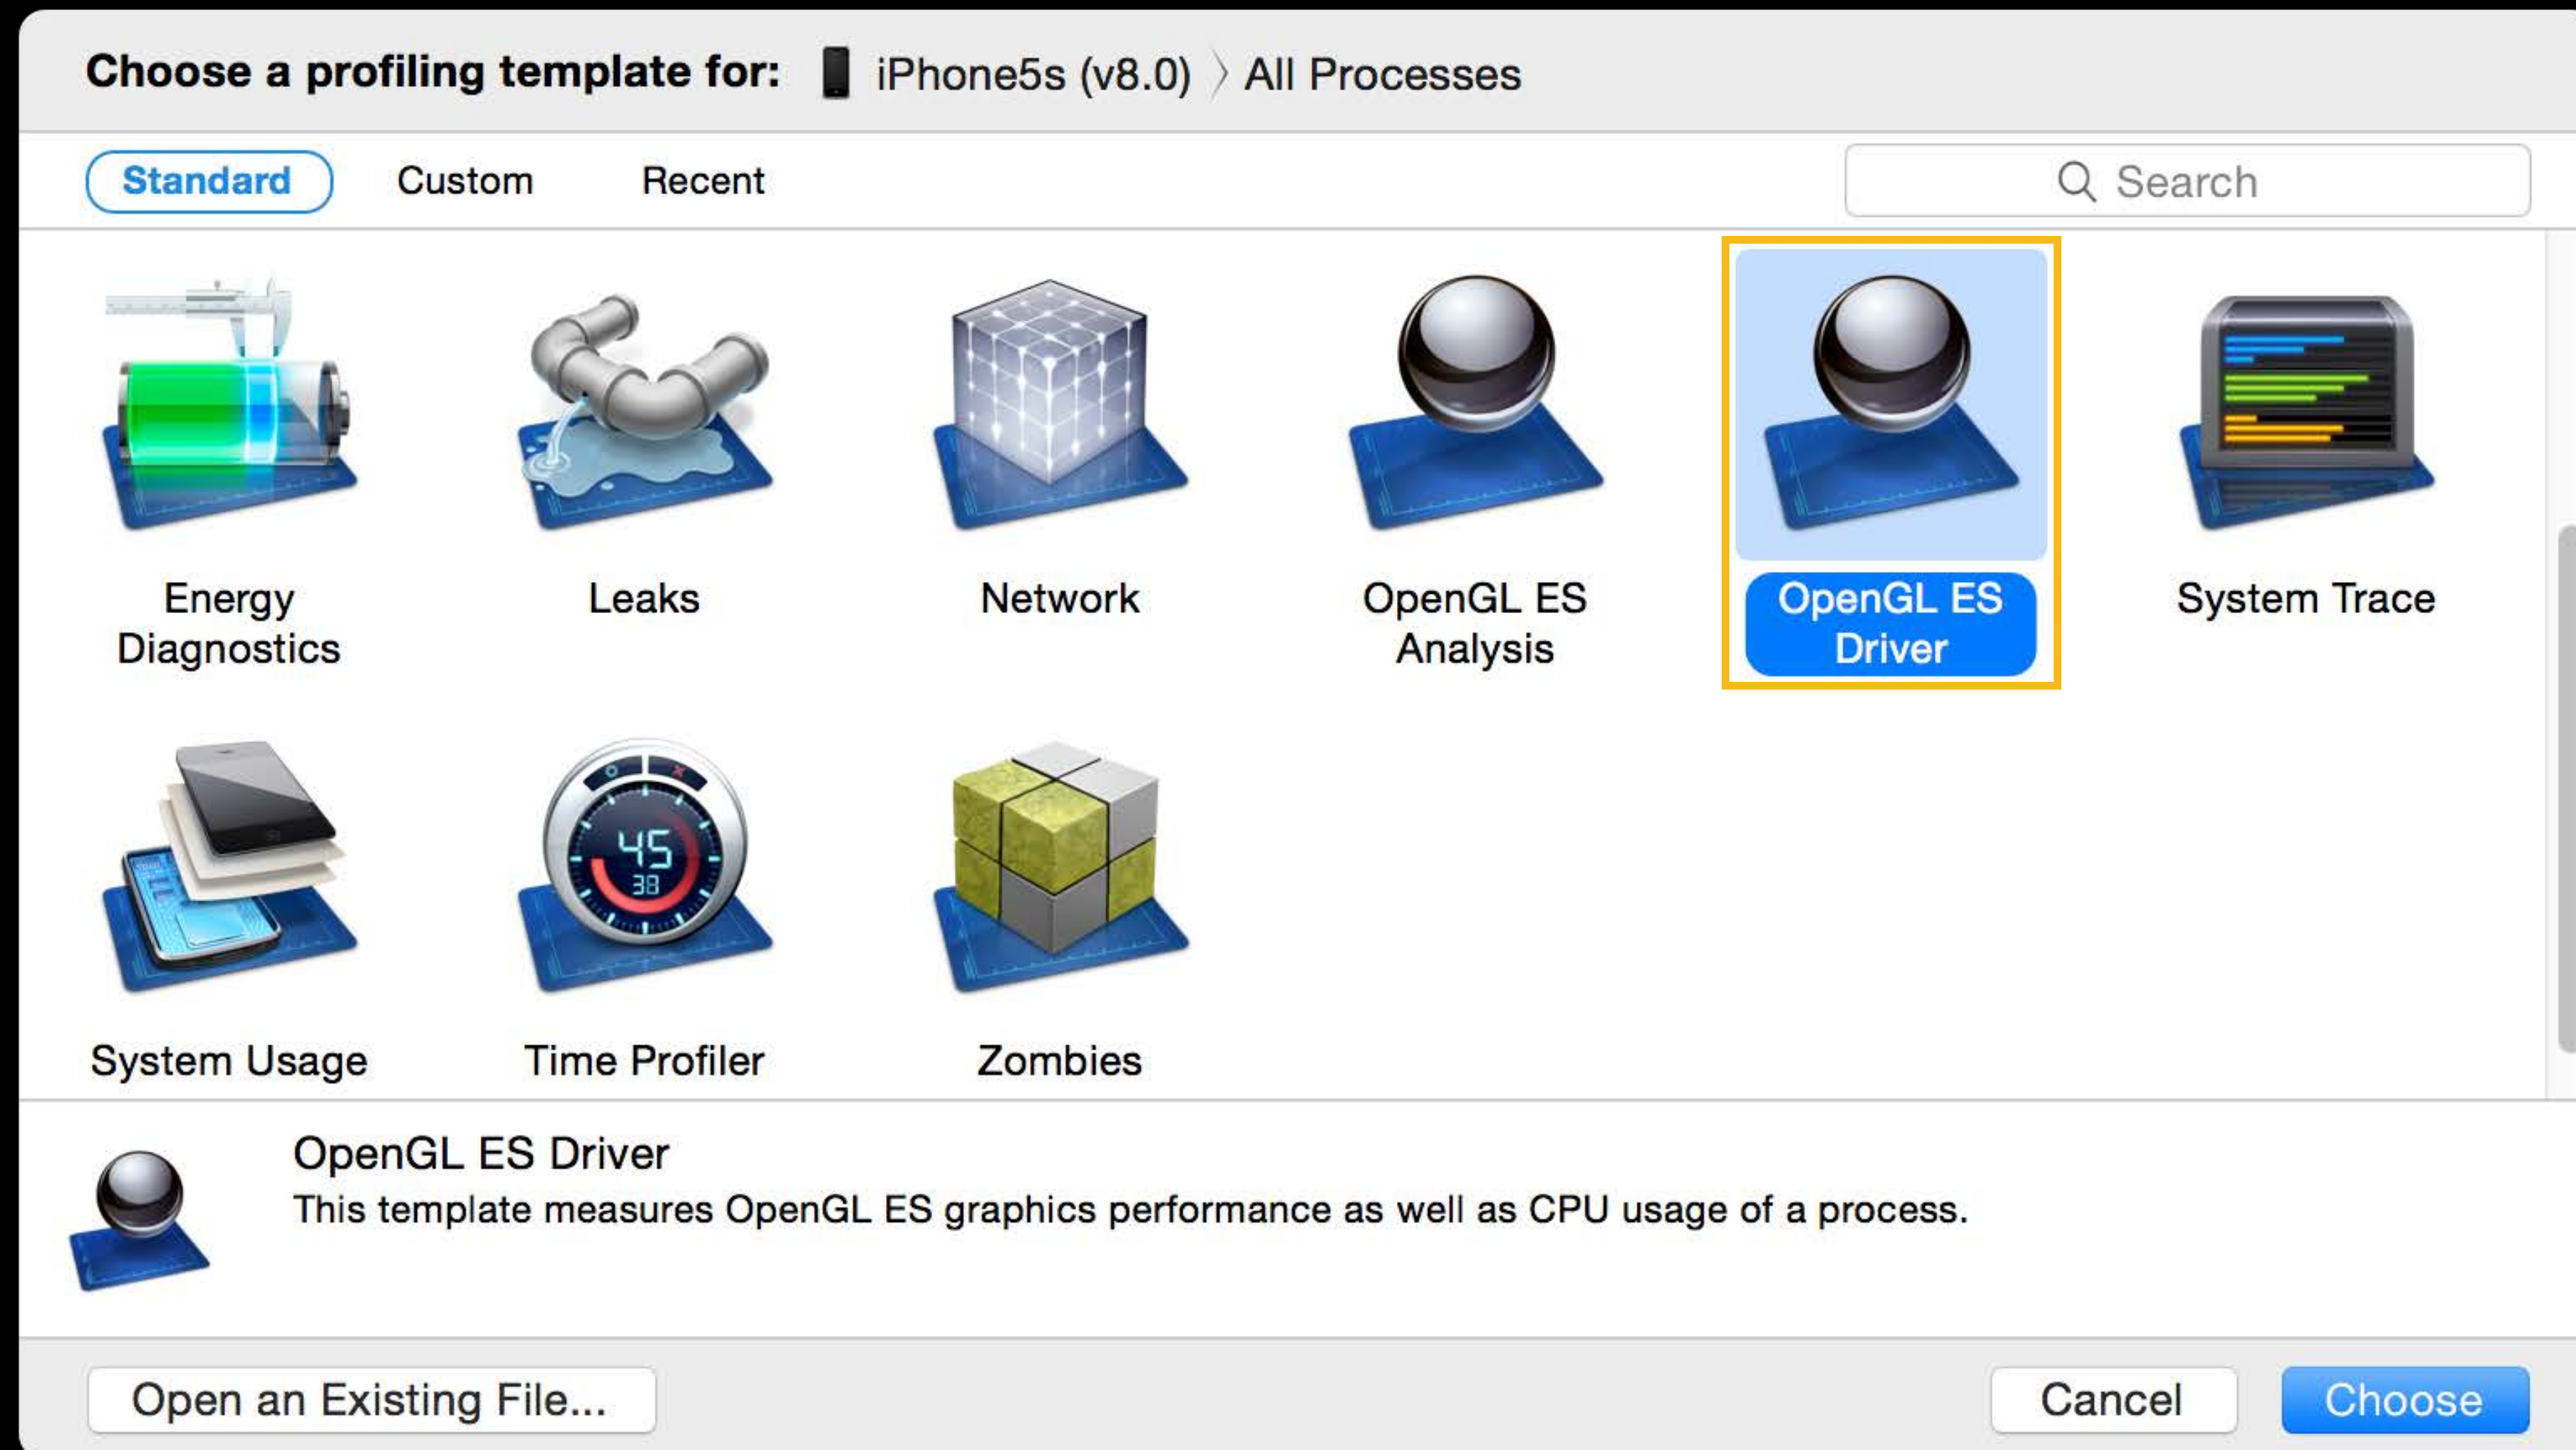 Choose a profiling template for: iPhone5s (v8.0) 〉 All Processes
Standard Custom Recent Search
Energy
Diagnostics
Leaks
Network
OpenGL ES
Analysis
OpenGL ES
Driver
System Trace
System Usage
45
38
Time Profiler
Zombies
OpenGL ES Driver
This template measures OpenGL ES graphics performance as well as CPU usage of a process.
Open an Existing File... Cancel Choose